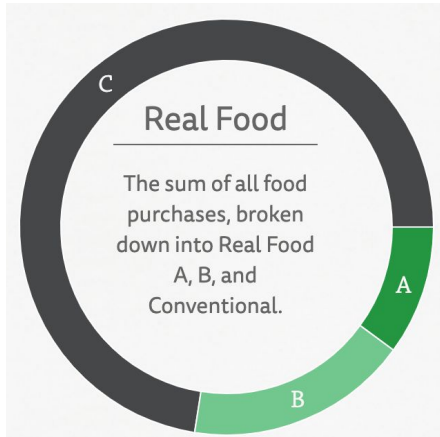 C
Real Food
The sum of all food
purchases, broken
down into Real Food
A, B, and
Conventional.
A
B